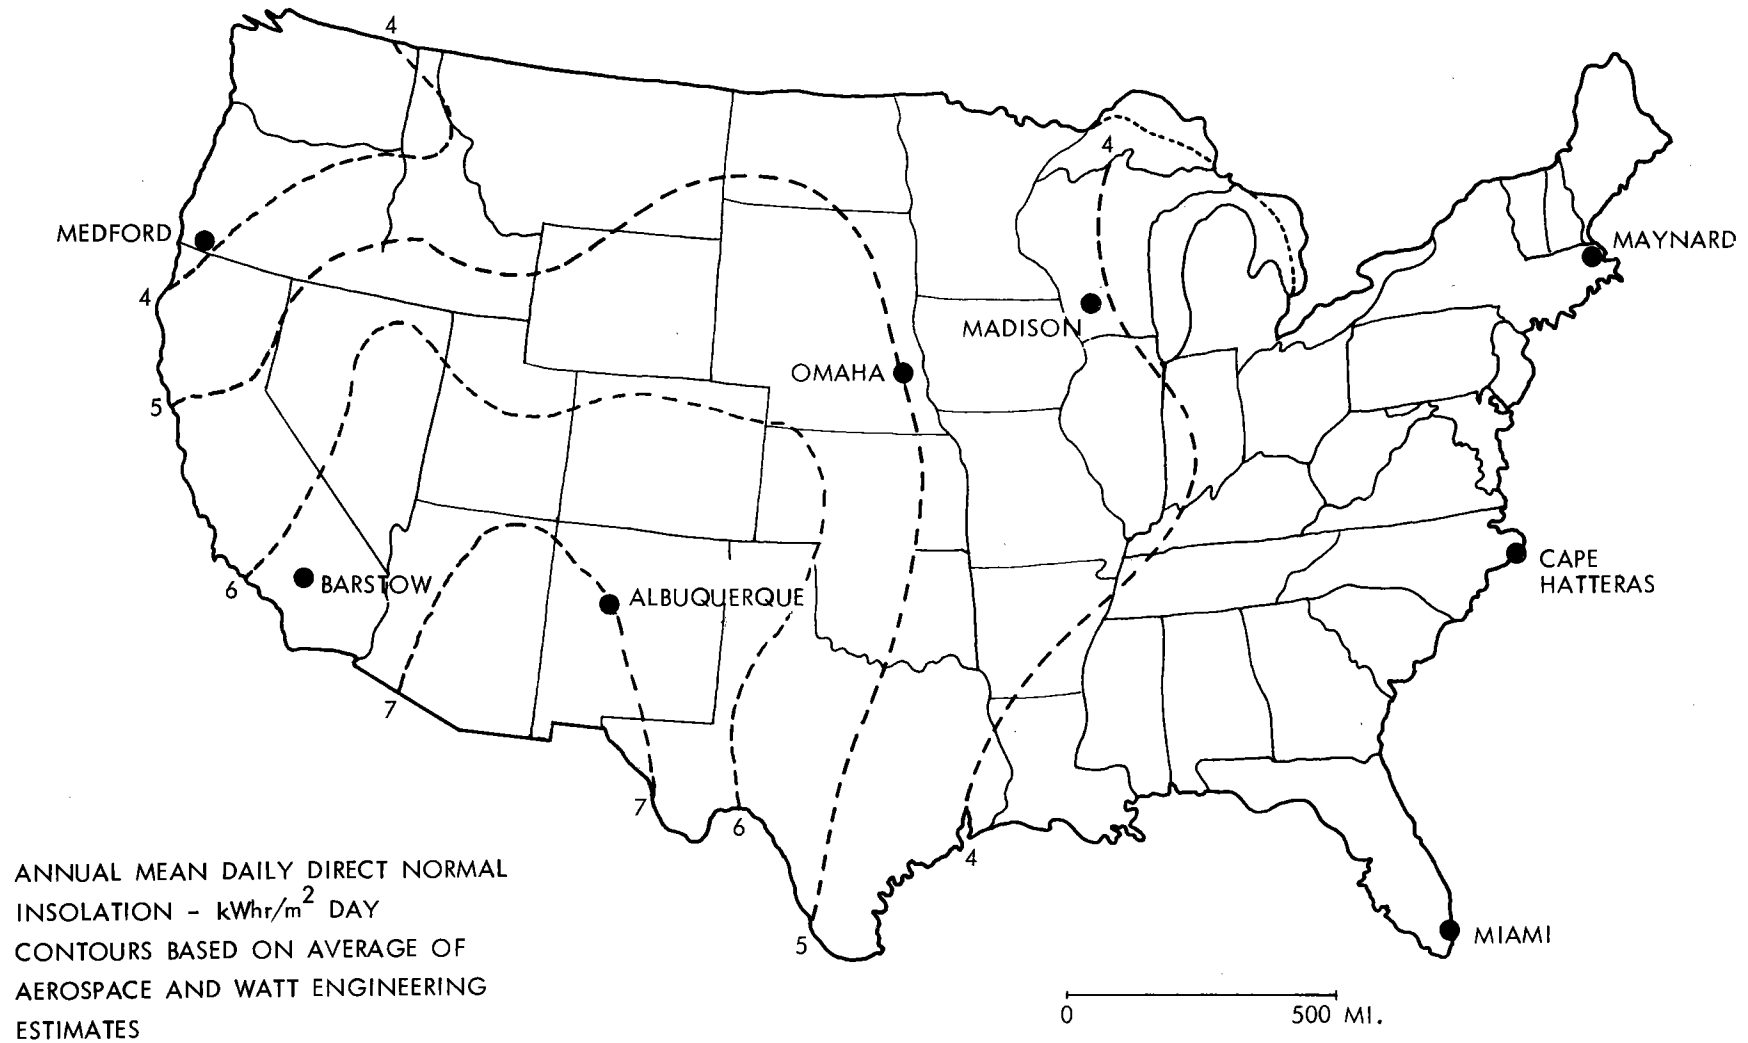 4
4
MEDFORD
MAYNARD
4
MADISON
OMAHA
5
CAPE
HATTERAS
BARSTOW
6
ALBUQUERQUE
7
7
6
4
ANNUAL MEAN DAILY DIRECT NORMAL
INSOLATION - kWhr/m² DAY
CONTOURS BASED ON AVERAGE OF
AEROSPACE AND WATT ENGINEERING
ESTIMATES
5
MIAMI
0 500 MI.